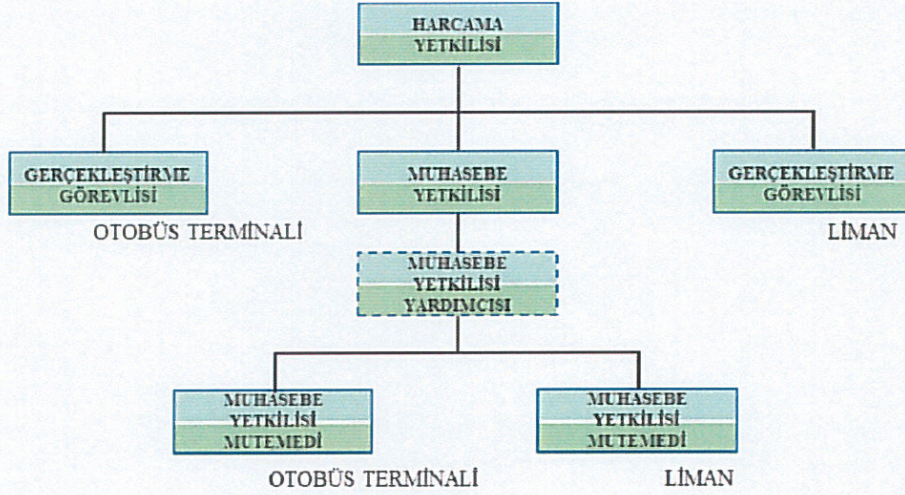 HARCAMA
YETKİLİSİ
GERÇEKLEŞTİRME
GÖREVLİSİ
MUHASEBE
YETKİLİSİ
GERÇEKLEŞTİRME
GÖREVLİSİ
OTOBÜS TERMİNALİ
LİMAN
MUHASEBE
YETKİLİSİ
YARDIMCISI
MUHASEBE
YETKİLİSİ
MUTEMEDİ
MUHASEBE
YETKİLİSİ
MUTEMEDİ
OTOBÜS TERMİNALİ
LİMAN